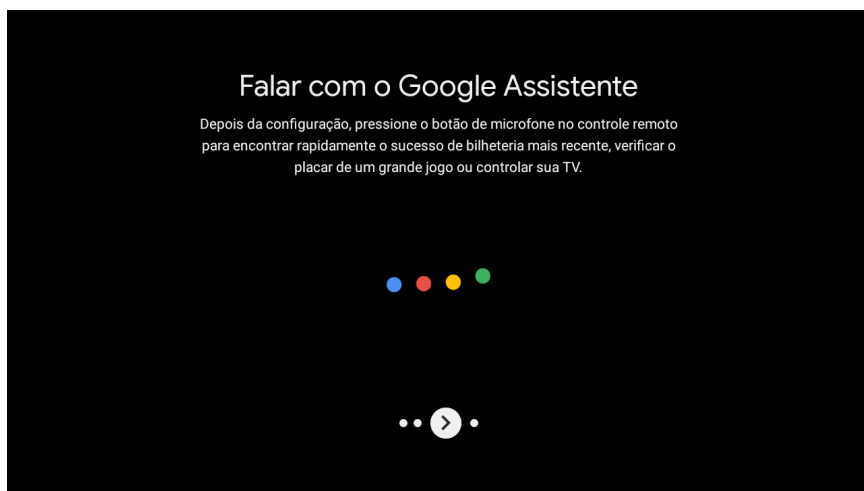 Falar com o Google Assistente
Depois da configuração, pressione o botão de microfone no controle remoto
para encontrar rapidamente o sucesso de bilheteria mais recente, verificar o
placar de um grande jogo ou controlar sua TV.